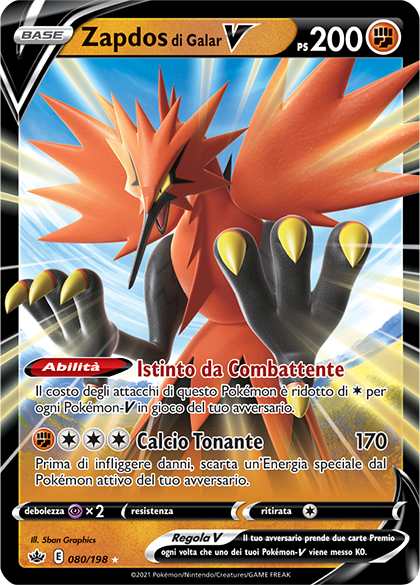 BASE Zapdos di Galar V PS 200
Abilità Istinto da Combattente
Il costo degli attacchi di questo Pokémon è ridotto di per
ogni Pokémon-V in gioco del tuo avversario.
Calcio Tonante 170
Prima di infliggere danni, scarta un'Energia speciale dal
Pokémon attivo del tuo avversario.
debolezza ×2 resistenza ritirata
Ill. 5ban Graphics
E 080/198
Regola V Il tuo avversario prende due carte Premio
ogni volta che uno dei tuoi Pokémon-V viene messo KO.
©2021 Pokémon/Nintendo/Creatures/GAME FREAK